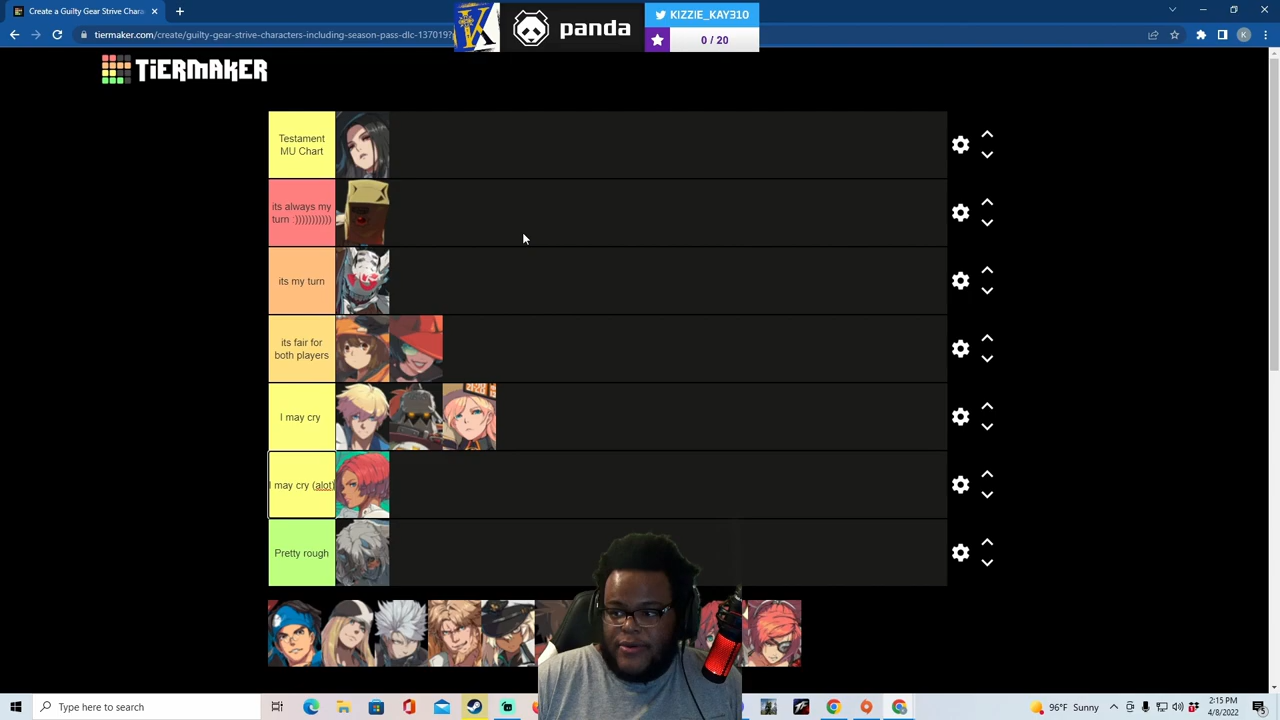 Create a Guilty Gear Strive Chara
tiermaker.com/create/guilty-gear-strive-characters-including-season-pass-dlc-137019?
K
panda
KIZZIE_KAY310
0 / 20
K
TiERMAKER
Testament
MU Chart
its always my
turn :)))))))))))
its my turn
its fair for
both players
I may cry
I may cry (alot)
Pretty rough
Type here to search
96°F Sunny
2:15 PM
4/8/2022
5